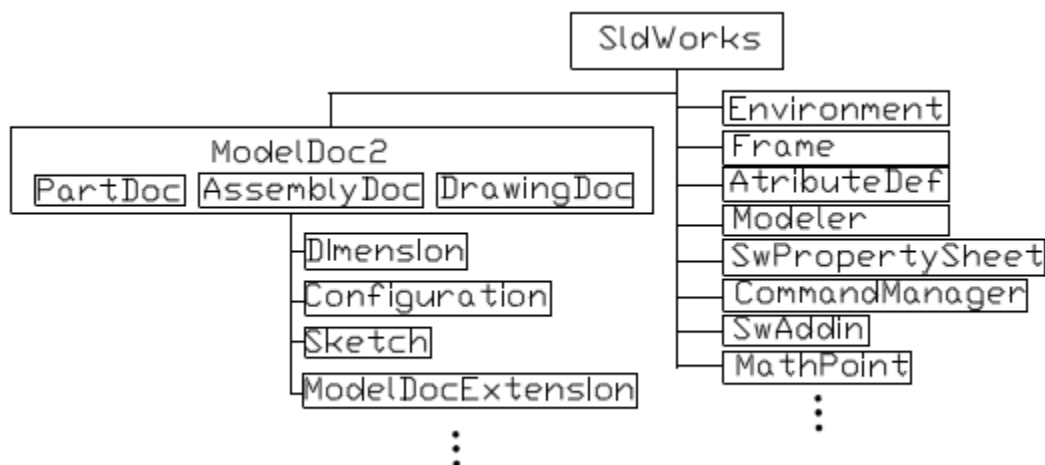 SldWorks
ModelDoc2
PartDoc AssemblyDoc DrawingDoc
DImensIon
Configuration
Sketch
ModelDocExtensIon
Environment
Frame
AtributeDef
Modeler
SwPropertySheet
CommandManager
SwAddin
MathPoint